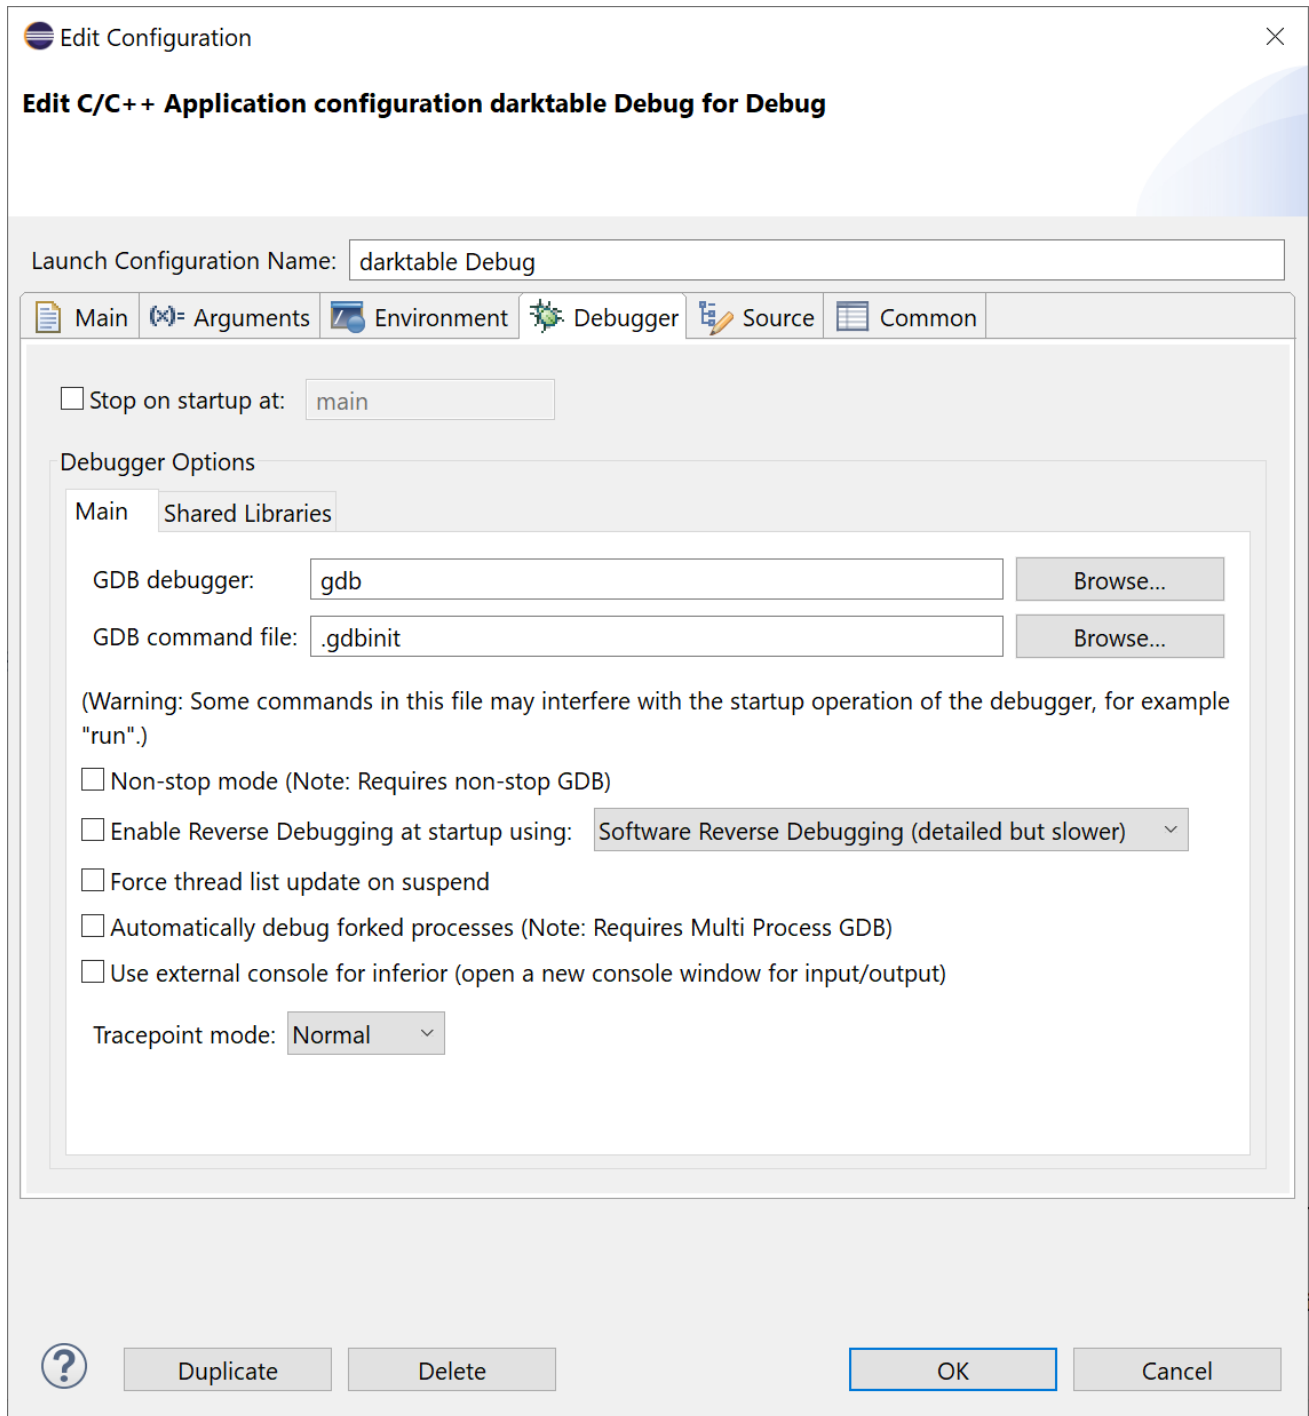 Edit Configuration
Edit C/C++ Application configuration darktable Debug for Debug
Launch Configuration Name: darktable Debug
Main (x)= Arguments Environment Debugger Source Common
Stop on startup at: main
Debugger Options
Main Shared Libraries
GDB debugger: gdb Browse...
GDB command file: .gdbinit Browse...
(Warning: Some commands in this file may interfere with the startup operation of the debugger, for example
"run".)
Non-stop mode (Note: Requires non-stop GDB)
Enable Reverse Debugging at startup using: Software Reverse Debugging (detailed but slower)
Force thread list update on suspend
Automatically debug forked processes (Note: Requires Multi Process GDB)
Use external console for inferior (open a new console window for input/output)
Tracepoint mode: Normal
? Duplicate Delete OK Cancel